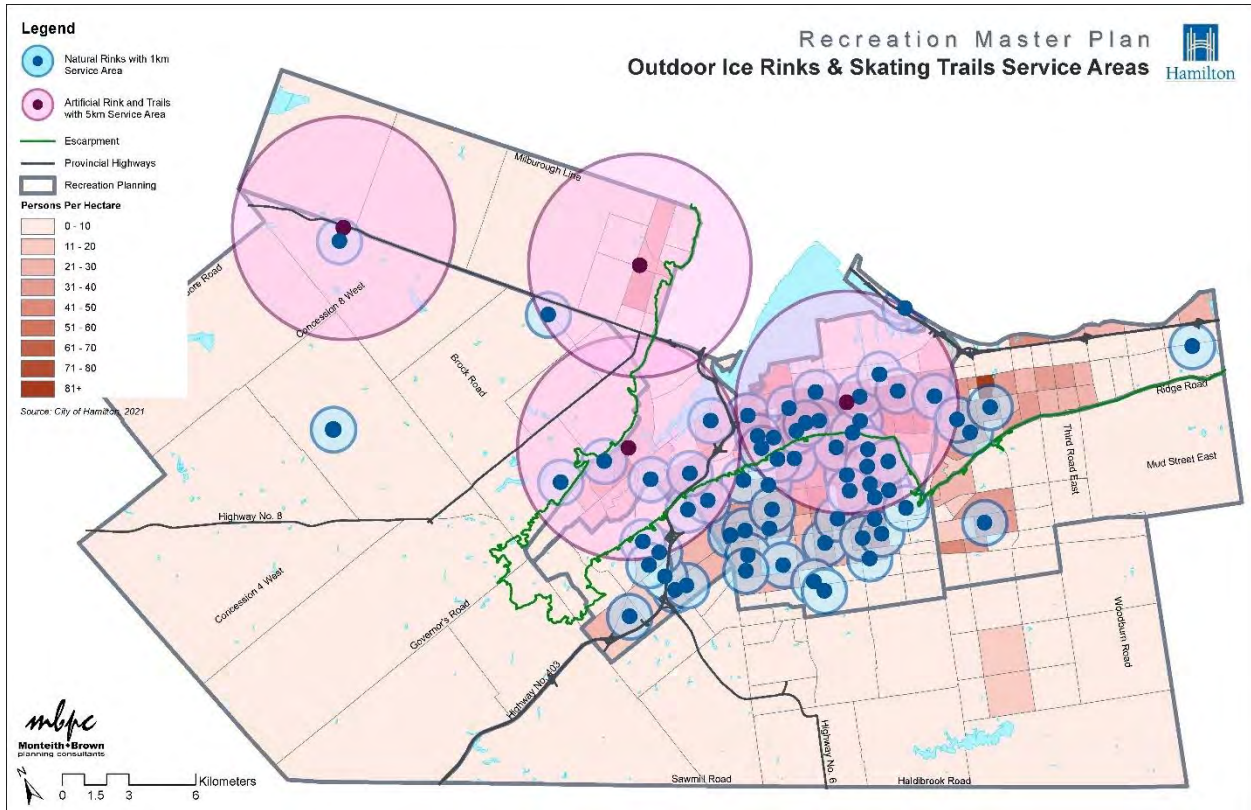 Legend
Natural Rinks with 1km
Service Area
Artificial Rink and Trails
with 5km Service Area
Escarpment
Provincial Highways
Recreation Planning
Persons Per Hectare
0 - 10
11 - 20
21 - 30
31 - 40
41 - 50
51 - 60
61 - 70
71 - 80
81+
Source: City of Hamilton, 2021
Recreation Master Plan
Outdoor Ice Rinks & Skating Trails Service Areas
Hamilton
Milburough Line
ore Road
Concession 8 West
Brock Road
Ridge Road
Third Road East
Mud Street East
Highway No. 8
Concession 4 West
Governor's Road
Highway No. 403
Woodburn Road
Highway No. 6
Sawmill Road
Haldibrook Road
mbpc
Monteith+Brown
planning consultants
N
Kilometers
0 1.5 3 6